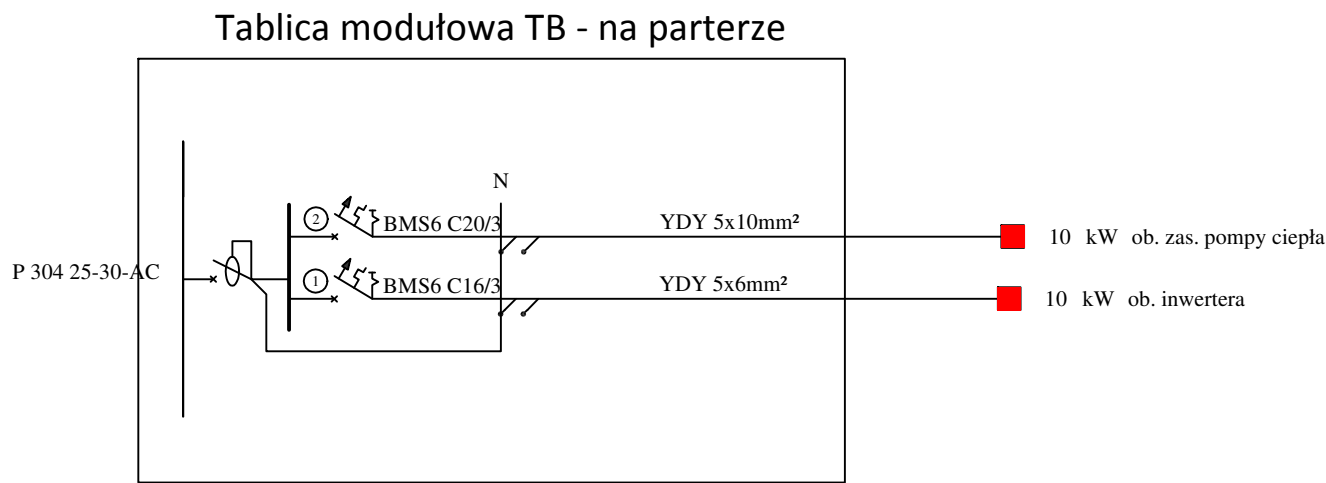 Tablica modułowa TB - na parterze
N
2 BMS6 C20/3 YDY 5x10mm² 10 kW ob. zas. pompy ciepła
P 304 25-30-AC
1 BMS6 C16/3 YDY 5x6mm² 10 kW ob. inwertera